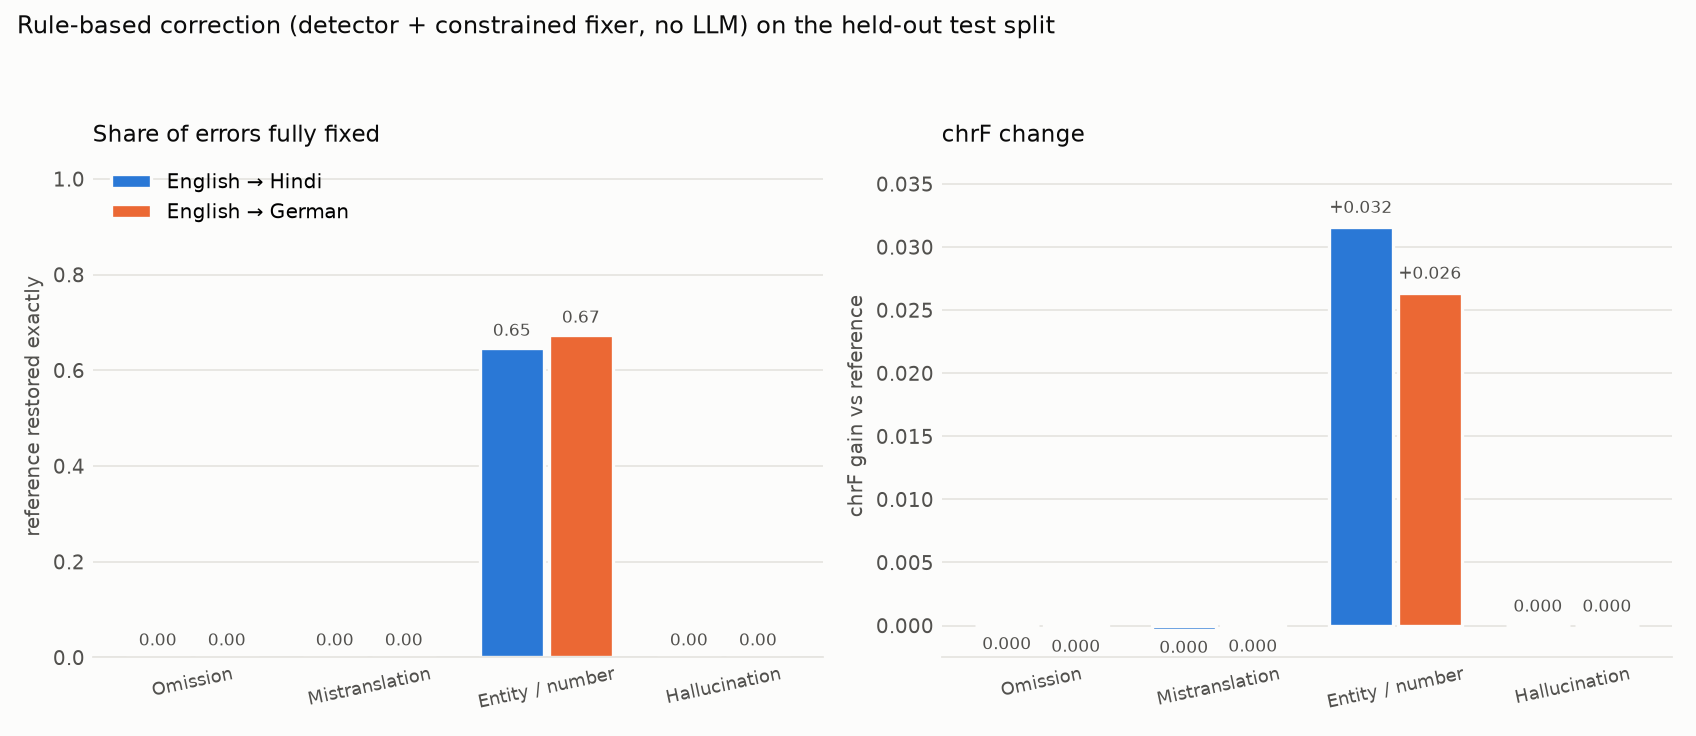 Rule-based correction (detector + constrained fixer, no LLM) on the held-out test split
Share of errors fully fixed
reference restored exactly
1.0
0.8
0.6
0.4
0.2
0.0
English → Hindi
English → German
0.00
0.00
0.00
0.00
0.65
0.67
0.00
0.00
Omission
Mistranslation
Entity / number
Hallucination
chrF change
chrF gain vs reference
0.035
0.030
0.025
0.020
0.015
0.010
0.005
0.000
0.000
0.000
0.000
0.000
+0.032
+0.026
0.000
0.000
Omission
Mistranslation
Entity / number
Hallucination